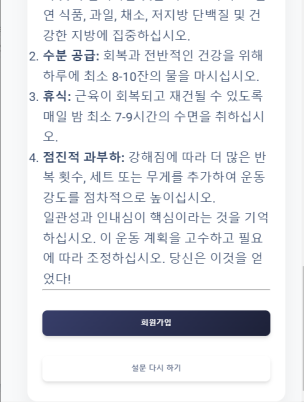 연 식품, 과일, 채소, 저지방 단백질 및 건
강한 지방에 집중하십시오.
2. 수분 공급: 회복과 전반적인 건강을 위해
하루에 최소 8-10잔의 물을 마시십시오.
3. 휴식: 근육이 회복되고 재건될 수 있도록
매일 밤 최소 7-9시간의 수면을 취하십시
오.
4. 점진적 과부하: 강해짐에 따라 더 많은 반
복 횟수, 세트 또는 무게를 추가하여 운동
강도를 점차적으로 높이십시오.
일관성과 인내심이 핵심이라는 것을 기억
하십시오. 이 운동 계획을 고수하고 필요
에 따라 조정하십시오. 당신은 이것을 얻
었다!
회원가입
설문 다시 하기